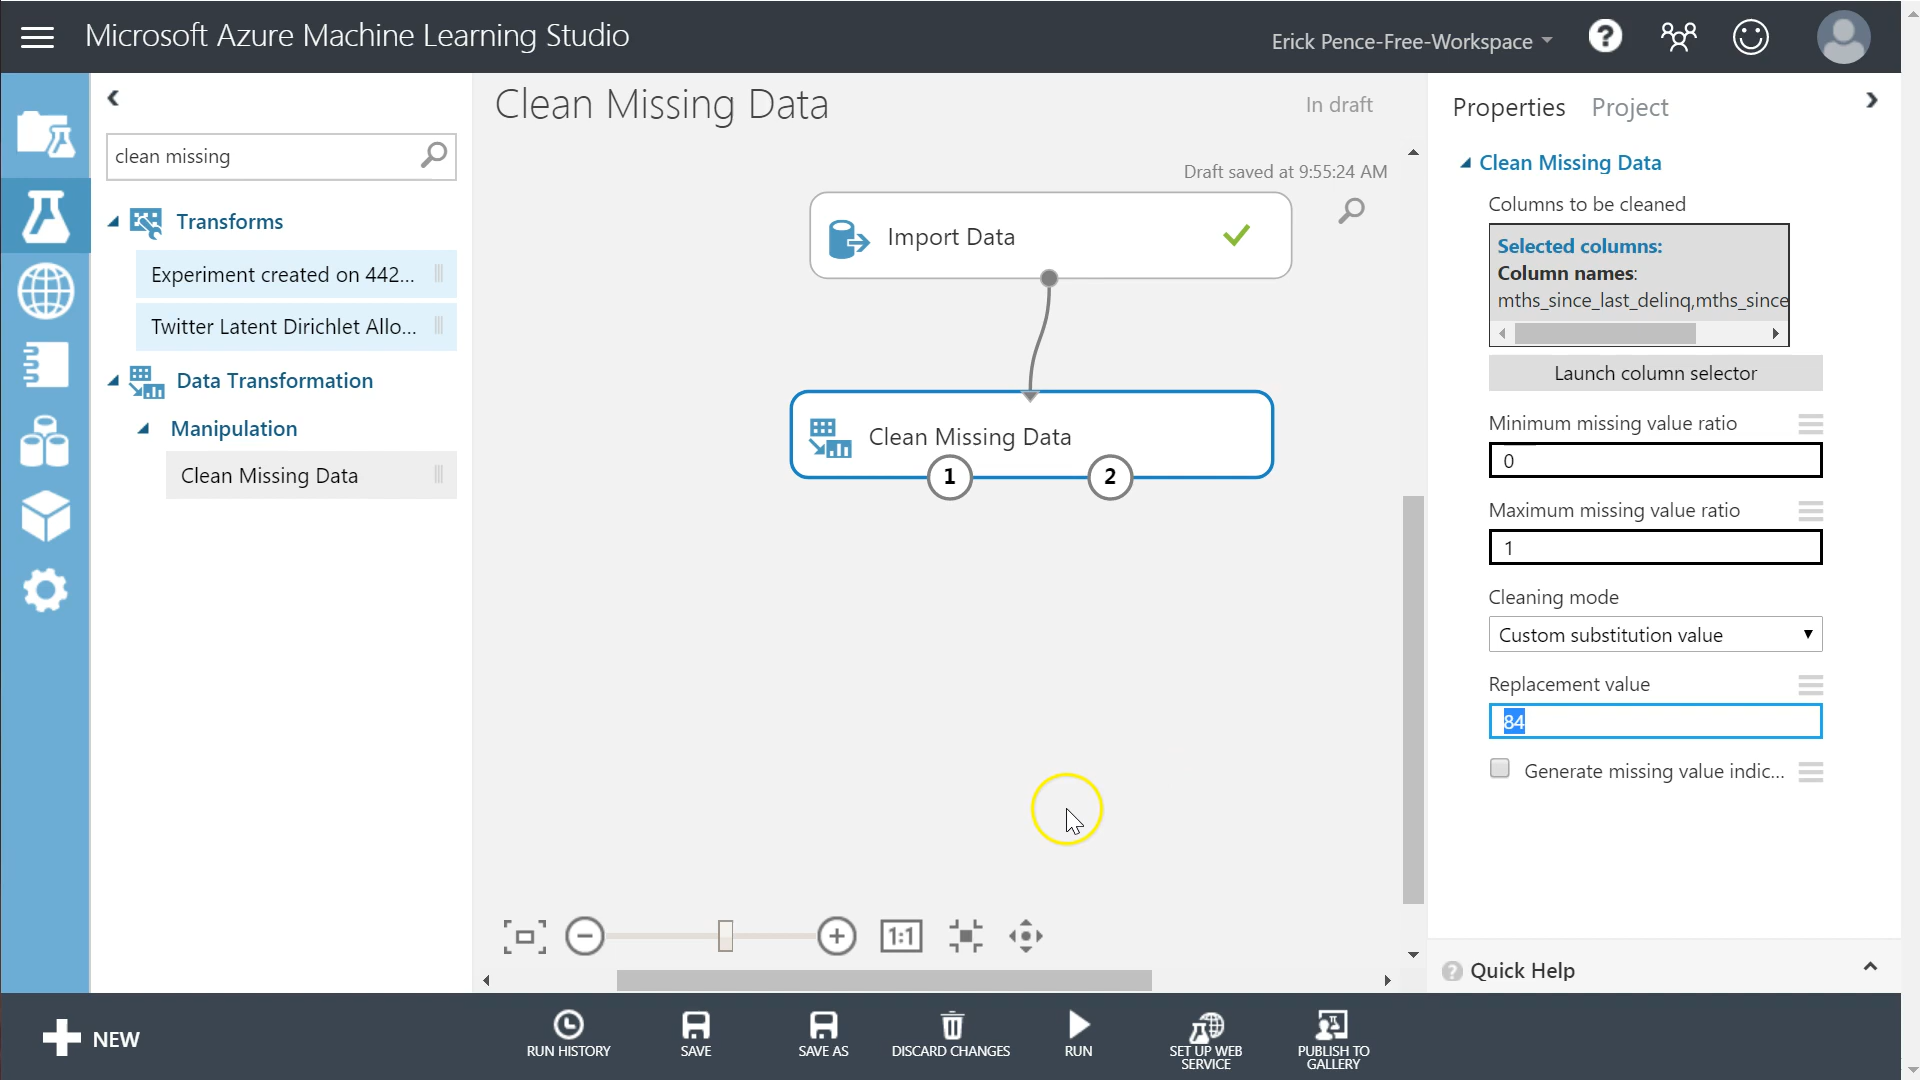 Microsoft Azure Machine Learning Studio
Erick Pence-Free-Workspace
?
clean missing
Transforms
Experiment created on 442...
Twitter Latent Dirichlet Allo...
Data Transformation
Manipulation
Clean Missing Data
Clean Missing Data
In draft
Draft saved at 9:55:24 AM
Import Data
Clean Missing Data
1
2
1:1
Properties
Project
Clean Missing Data
Columns to be cleaned
Selected columns:
Column names:
mths_since_last_delinq,mths_since
Launch column selector
Minimum missing value ratio
0
Maximum missing value ratio
1
Cleaning mode
Custom substitution value
Replacement value
84
Generate missing value indic...
? Quick Help
NEW
RUN HISTORY
SAVE
SAVE AS
DISCARD CHANGES
RUN
SET UP WEB
SERVICE
PUBLISH TO
GALLERY